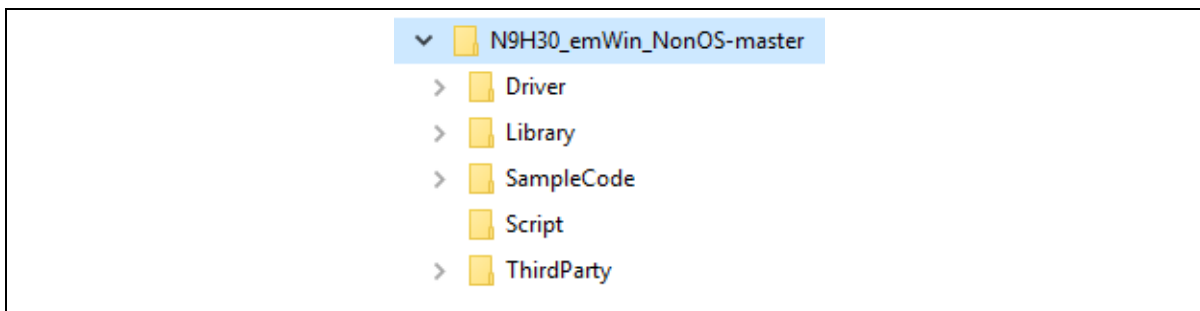 N9H30_emWin_NonOS-master
Driver
Library
SampleCode
Script
ThirdParty